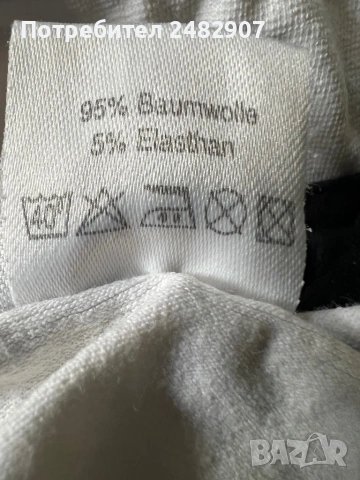 Потребител 2482907
95% Baumwolle
5% Elasthan
40°
BAZAR